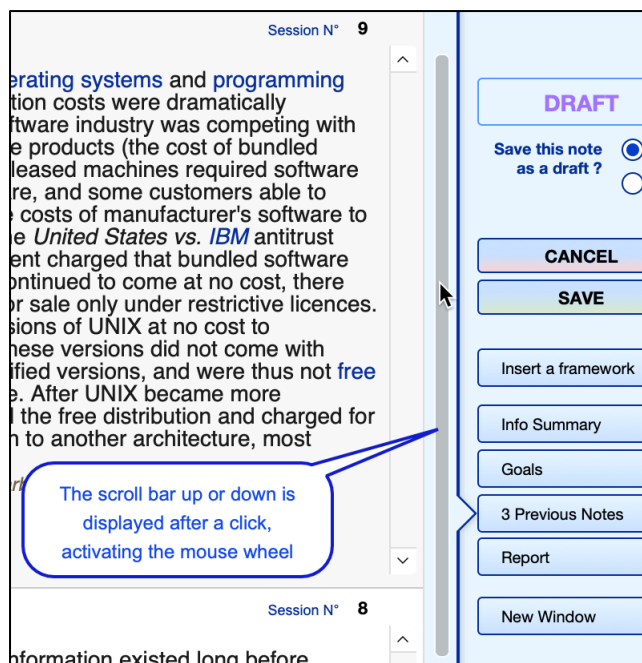 Session N° 9
erating systems and programming
tion costs were dramatically
ftware industry was competing with
e products (the cost of bundled
leased machines required software
re, and some customers able to
costs of manufacturer's software to
e United States vs. IBM antitrust
ent charged that bundled software
ontinued to come at no cost, there
or sale only under restrictive licences.
sions of UNIX at no cost to
hese versions did not come with
ified versions, and were thus not free
e. After UNIX became more
l the free distribution and charged for
n to another architecture, most
The scroll bar up or down is
displayed after a click,
activating the mouse wheel
Session N° 8
nformation existed long before
DRAFT
Save this note
as a draft ?
CANCEL
SAVE
Insert a framework
Info Summary
Goals
3 Previous Notes
Report
New Window